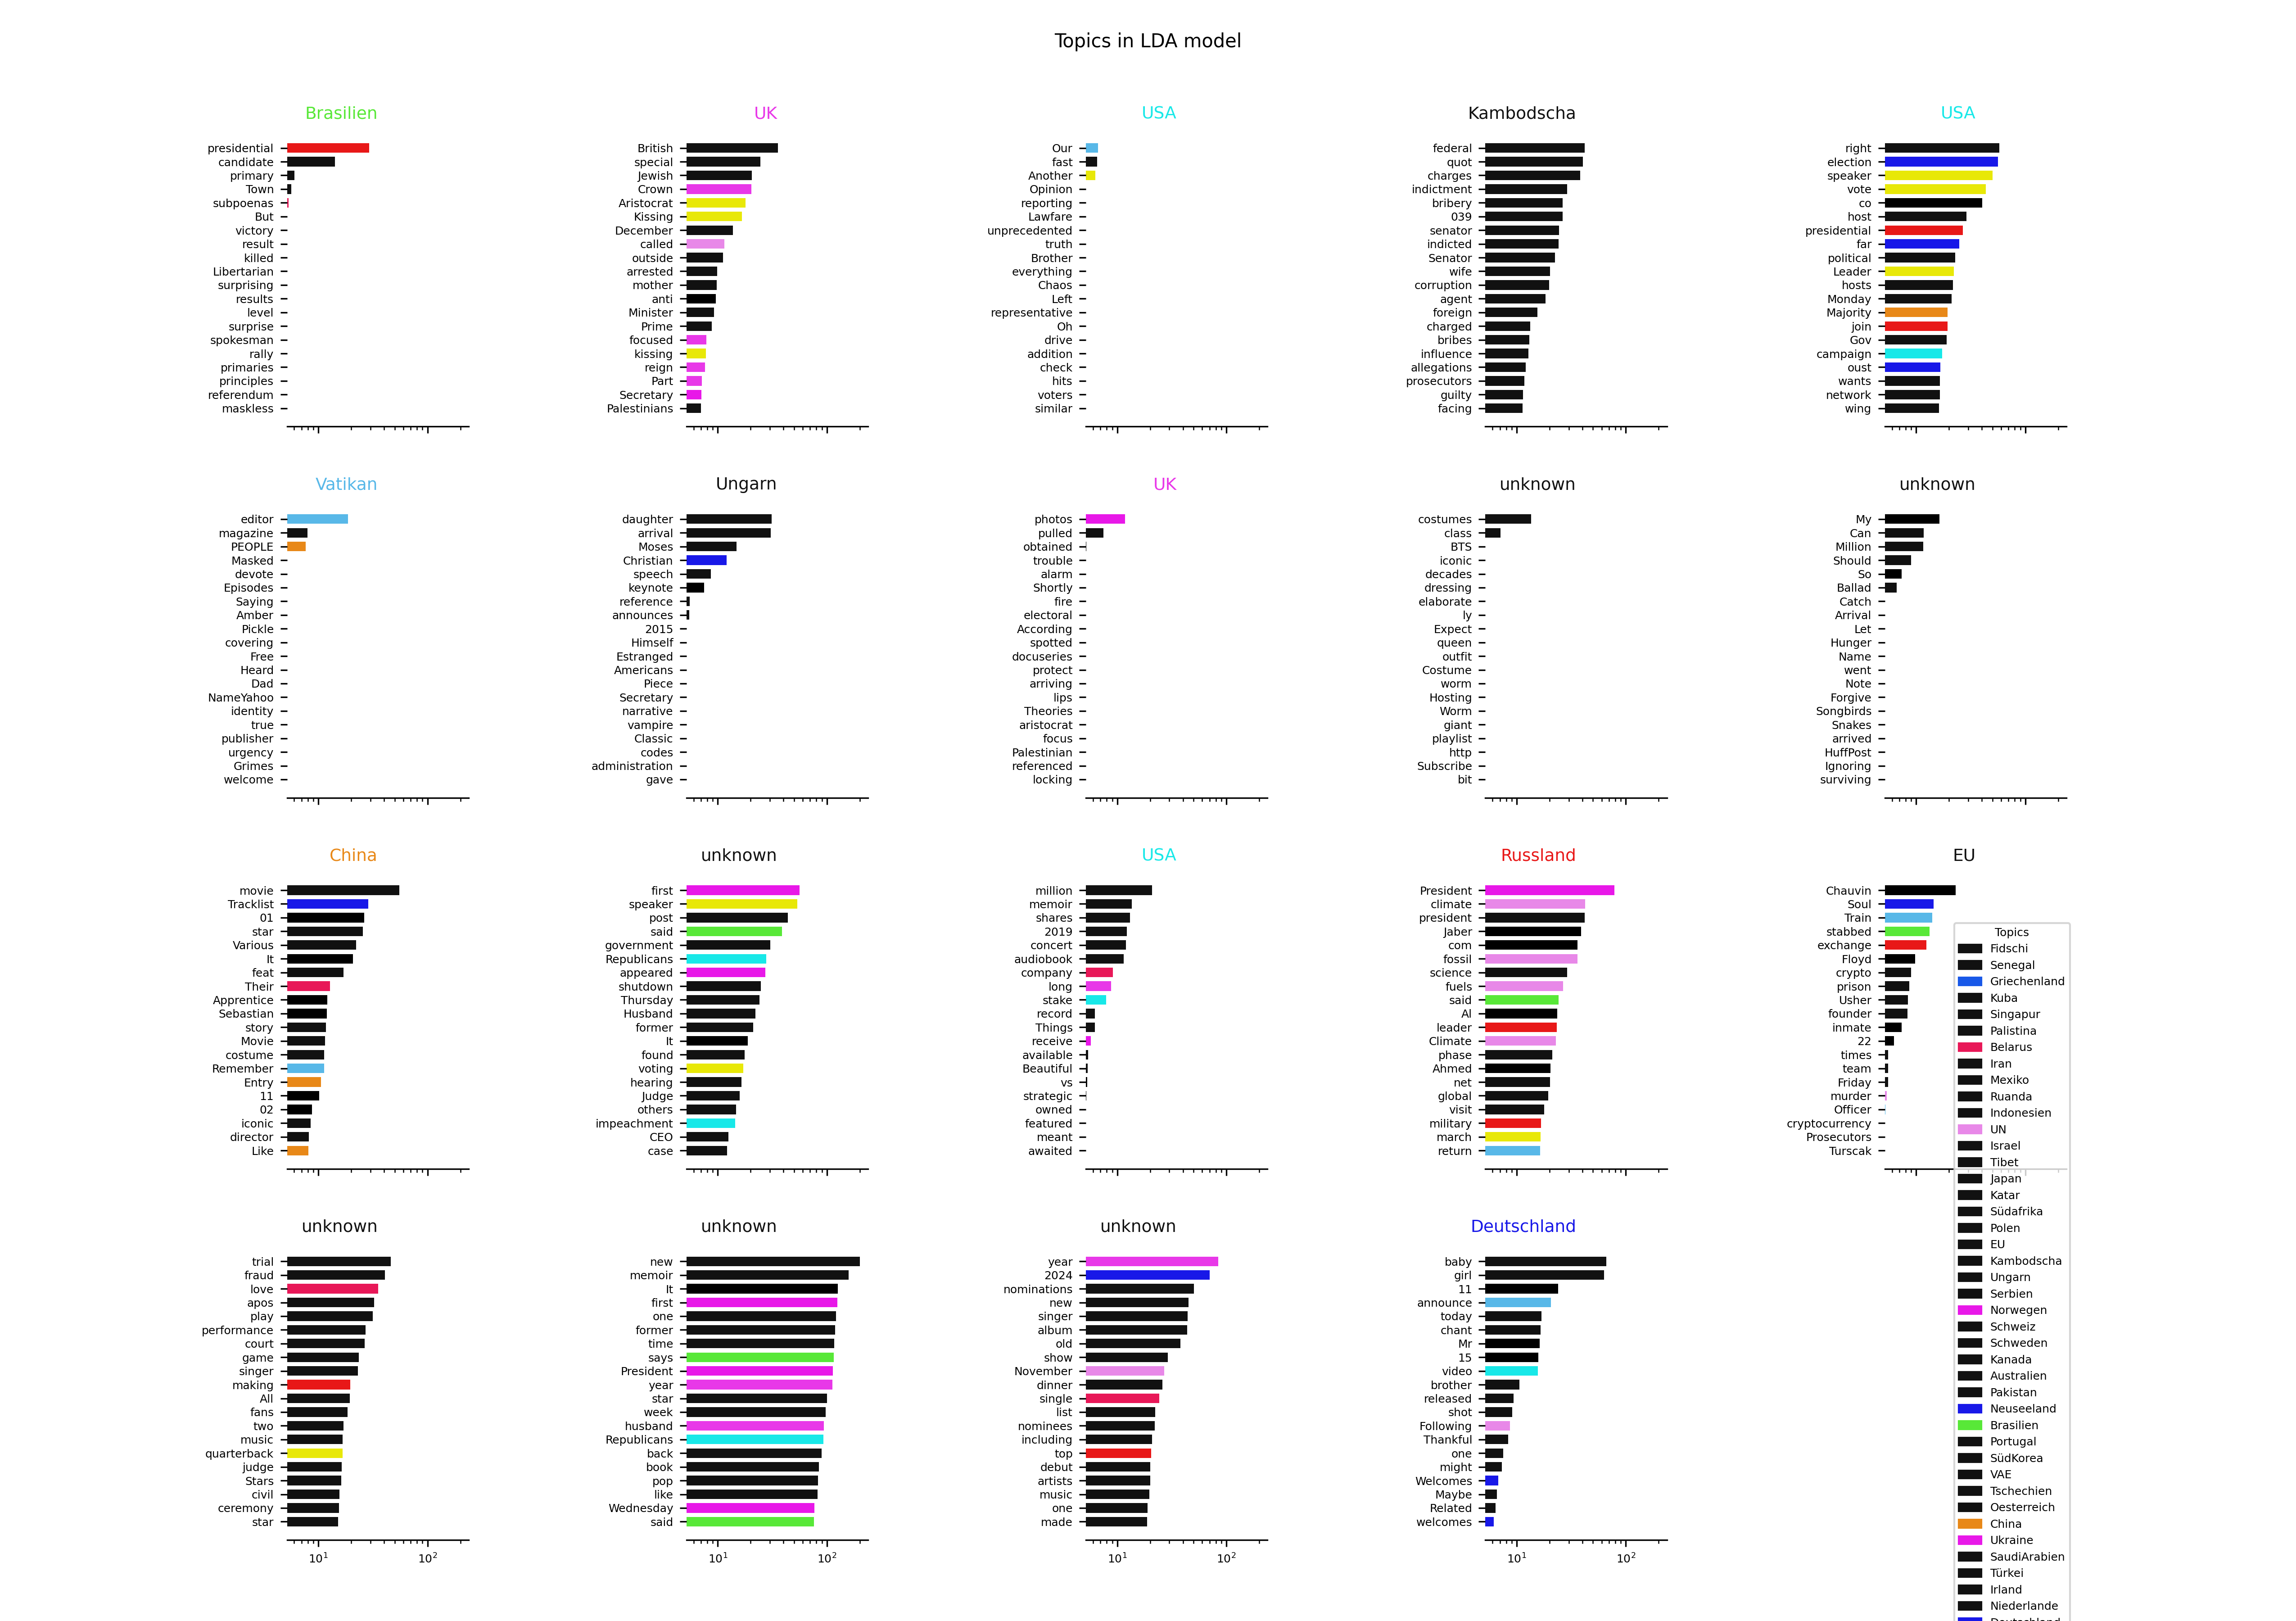 Topics in LDA model
Brasilien
presidential
candidate
primary
Town
subpoenas
But
victory
result
killed
Libertarian
surprising
results
level
surprise
spokesman
rally
primaries
principles
referendum
maskless
UK
British
special
Jewish
Crown
Aristocrat
Kissing
December
called
outside
arrested
mother
anti
Minister
Prime
focused
kissing
reign
Part
Secretary
Palestinians
USA
Our
fast
Another
Opinion
reporting
Lawfare
unprecedented
truth
Brother
everything
Chaos
Left
representative
Oh
drive
addition
check
hits
voters
similar
Kambodscha
federal
quot
charges
indictment
bribery
039
senator
indicted
Senator
wife
corruption
agent
foreign
charged
bribes
influence
allegations
prosecutors
guilty
facing
USA
right
election
speaker
vote
co
host
presidential
far
political
Leader
hosts
Monday
Majority
join
Gov
campaign
oust
wants
network
wing
Vatikan
editor
magazine
PEOPLE
Masked
devote
Episodes
Saying
Amber
Pickle
covering
Free
Heard
Dad
NameYahoo
identity
true
publisher
urgency
Grimes
welcome
Ungarn
daughter
arrival
Moses
Christian
speech
keynote
reference
announces
2015
Himself
Estranged
Americans
Piece
Secretary
narrative
vampire
Classic
codes
administration
gave
UK
photos
pulled
obtained
trouble
alarm
Shortly
fire
electoral
According
spotted
docuseries
protect
arriving
lips
Theories
aristocrat
focus
Palestinian
referenced
locking
unknown
costumes
class
BTS
iconic
decades
dressing
elaborate
ly
Expect
queen
outfit
Costume
worm
Hosting
Worm
giant
playlist
http
Subscribe
bit
unknown
My
Can
Million
Should
So
Ballad
Catch
Arrival
Let
Hunger
Name
went
Note
Forgive
Songbirds
Snakes
arrived
HuffPost
Ignoring
surviving
China
movie
Tracklist
01
star
Various
It
feat
Their
Apprentice
Sebastian
story
Movie
costume
Remember
Entry
11
02
iconic
director
Like
unknown
first
speaker
post
said
government
Republicans
appeared
shutdown
Thursday
Husband
former
It
found
voting
hearing
Judge
others
impeachment
CEO
case
USA
million
memoir
shares
2019
concert
audiobook
company
long
stake
record
Things
receive
available
Beautiful
vs
strategic
owned
featured
meant
awaited
Russland
President
climate
president
Jaber
com
fossil
science
fuels
said
Al
leader
Climate
phase
Ahmed
net
global
visit
military
march
return
EU
Chauvin
Soul
Train
stabbed
exchange
Floyd
crypto
prison
Usher
founder
inmate
22
times
team
Friday
murder
Officer
cryptocurrency
Prosecutors
Turscak
unknown
trial
fraud
love
apos
play
performance
court
game
singer
making
All
fans
two
music
quarterback
judge
Stars
civil
ceremony
star
10¹ 10²
unknown
new
memoir
It
first
one
former
time
says
President
year
star
week
husband
Republicans
back
book
pop
like
Wednesday
said
10¹ 10²
unknown
year
2024
nominations
new
singer
album
old
show
November
dinner
single
list
nominees
including
top
debut
artists
music
one
made
10¹ 10²
Deutschland
baby
girl
11
announce
today
chant
Mr
15
video
brother
released
shot
Following
Thankful
one
might
Welcomes
Maybe
Related
welcomes
10¹ 10²
Topics
Fidschi
Senegal
Griechenland
Kuba
Singapur
Palistina
Belarus
Iran
Mexiko
Ruanda
Indonesien
UN
Israel
Tibet
Japan
Katar
Südafrika
Polen
EU
Kambodscha
Ungarn
Serbien
Norwegen
Schweiz
Schweden
Kanada
Australien
Pakistan
Neuseeland
Brasilien
Portugal
SüdKorea
VAE
Tschechien
Oesterreich
China
Ukraine
SaudiArabien
Türkei
Irland
Niederlande